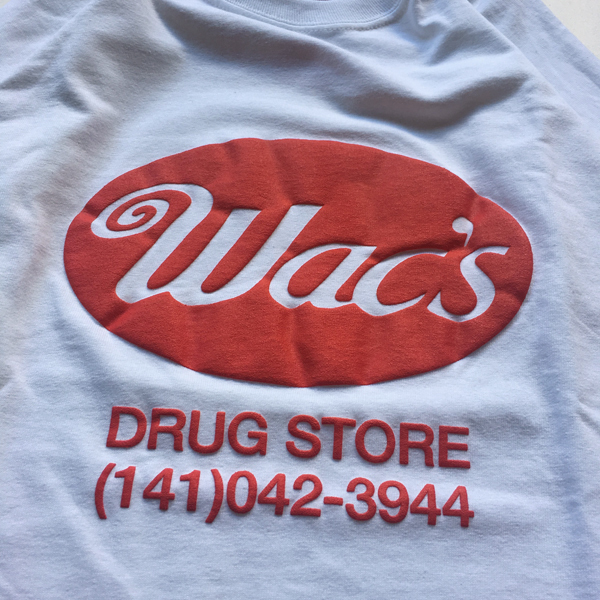 Wac's
DRUG STORE
(141)042-3944